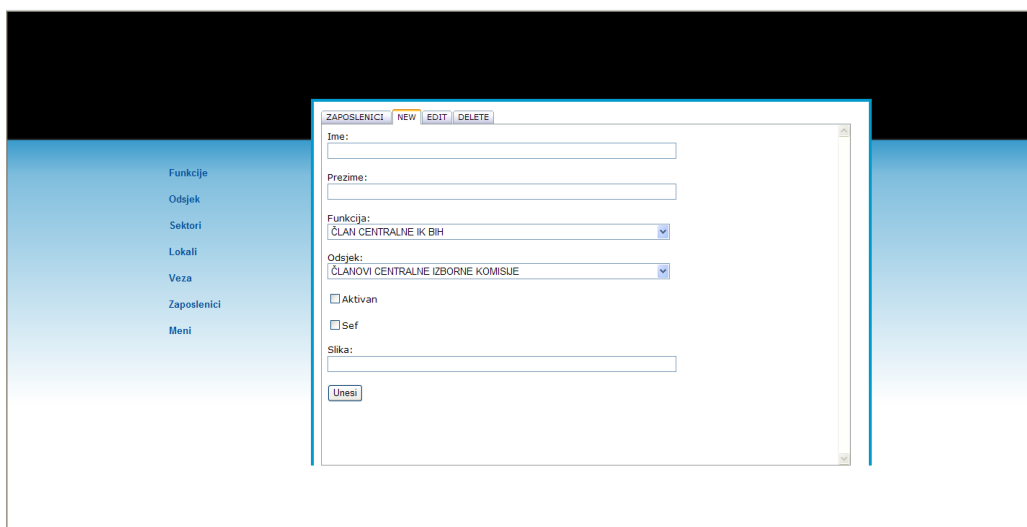 ZAPOSLENICI NEW EDIT DELETE
Ime:
Prezime:
Funkcija:
ČLAN CENTRALNE IK BIH
Odsjek:
ČLANOVI CENTRALNE IZBORNE KOMISIJE
Aktivan
Sef
Slika:
Unesi
Funkcije
Odsjek
Sektori
Lokali
Veza
Zaposlenici
Meni